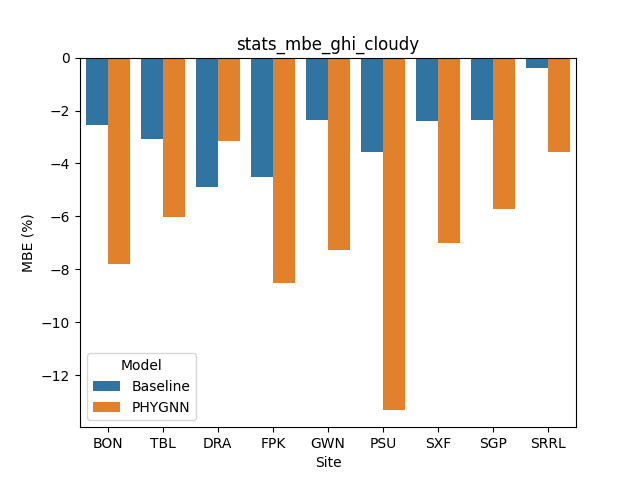 stats_mbe_ghi_cloudy
MBE (%)
0
−2
−4
−6
−8
−10
−12
Model
Baseline
PHYGNN
BON TBL DRA FPK GWN PSU SXF SGP SRRL
Site